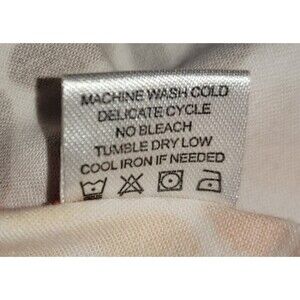 MACHINE WASH COLD
DELICATE CYCLE
NO BLEACH
TUMBLE DRY LOW
COOL IRON IF NEEDED